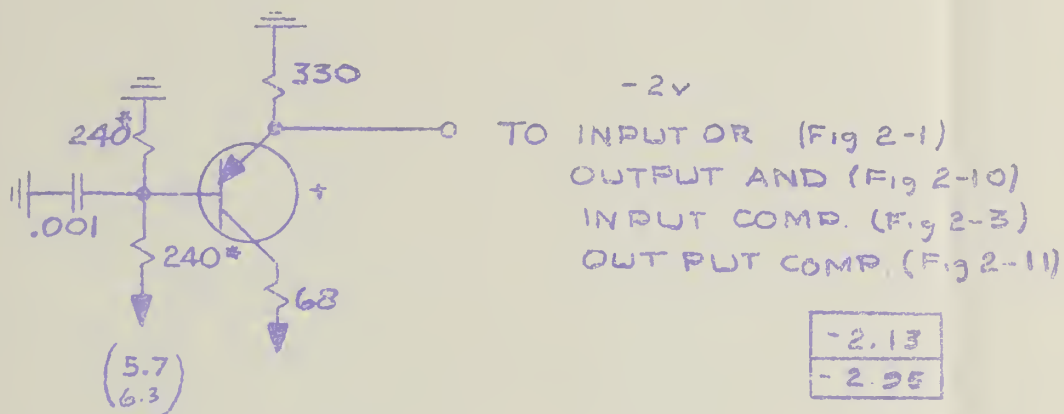 330
-2v
240*
TO INPUT OR (Fig 2-1)
OUTPUT AND (Fig 2-10)
+
.001
INPUT COMP. (Fig 2-3)
240*
OUTPUT COMP. (Fig 2-11)
68
(5.7
6.3)
-2.13
-2.95